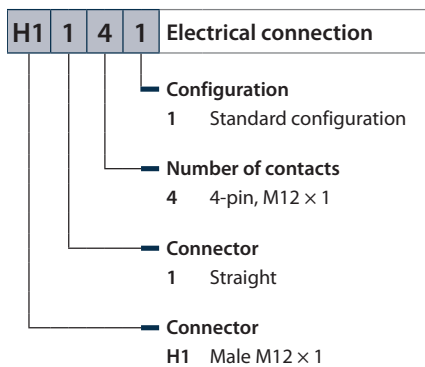 H1 1 4 1 Electrical connection
Configuration
1 Standard configuration
Number of contacts
4 4-pin, M12 × 1
Connector
1 Straight
Connector
H1 Male M12 × 1